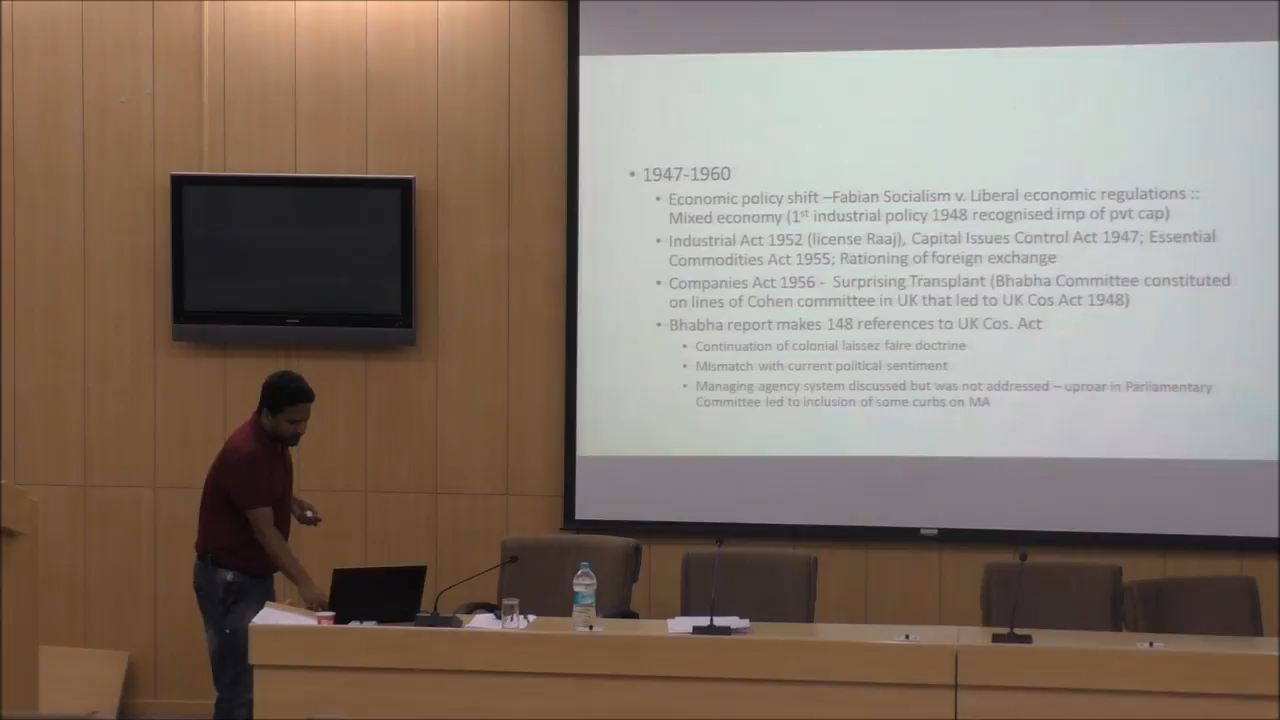 • 1947-1960
• Economic policy shift –Fabian Socialism v. Liberal economic regulations ::
Mixed economy (1st industrial policy 1948 recognised imp of pvt cap)
• Industrial Act 1952 (license Raaj), Capital Issues Control Act 1947; Essential
Commodities Act 1955; Rationing of foreign exchange
• Companies Act 1956 - Surprising Transplant (Bhabha Committee constituted
on lines of Cohen committee in UK that led to UK Cos Act 1948)
• Bhabha report makes 148 references to UK Cos. Act
• Continuation of colonial laissez faire doctrine
• Mismatch with current political sentiment
• Managing agency system discussed but was not addressed – uproar in Parliamentary
Committee led to inclusion of some curbs on MA